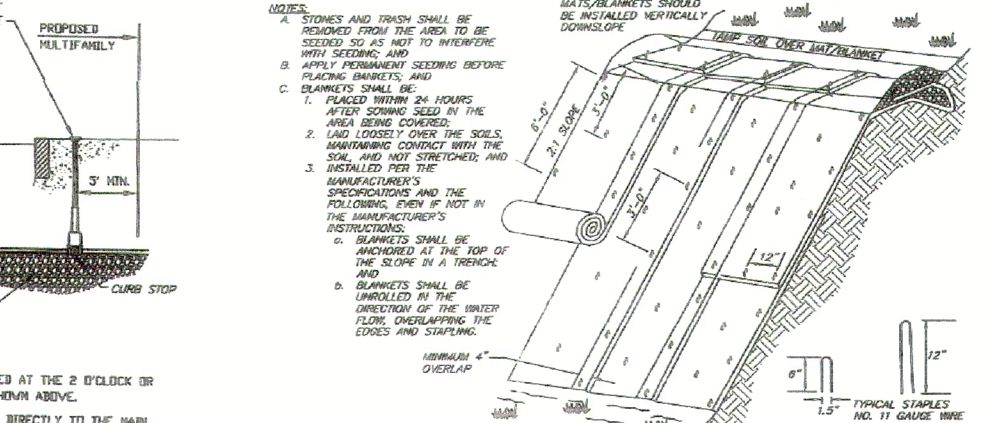 PROPOSED
MULTIFAMILY
5' MIN.
CURB STOP
ED AT THE 2 O'CLOCK OR
HOWN ABOVE.
DIRECTLY TO THE MAIN
NOTES:
A. STONES AND TRASH SHALL BE
REMOVED FROM THE AREA TO BE
SEEDED SO AS NOT TO INTERFERE
WITH SEEDING; AND
B. APPLY PERMANENT SEEDING BEFORE
PLACING BANKETS; AND
C. BLANKETS SHALL BE:
1. PLACED WITHIN 24 HOURS
AFTER SOWING SEED IN THE
AREA BEING COVERED;
2. LAID LOOSELY OVER THE SOILS,
MAINTAINING CONTACT WITH THE
SOIL, AND NOT STRETCHED; AND
3. INSTALLED PER THE
MANUFACTURER'S
SPECIFICATIONS AND THE
FOLLOWING, EVEN IF NOT IN
THE MANUFACTURER'S
INSTRUCTIONS:
a. BLANKETS SHALL BE
ANCHORED AT THE TOP OF
THE SLOPE IN A TRENCH;
AND
b. BLANKETS SHALL BE
UNROLLED IN THE
DIRECTION OF THE WATER
FLOW, OVERLAPPING THE
EDGES AND STAPLING.
MATS/BLANKETS SHOULD
BE INSTALLED VERTICALLY
DOWNSLOPE
TAMP SOIL OVER MAT/BLANKET
6'-0"
2:1 SLOPE
3'-0"
3'-0"
12"
MINIMUM 4"
OVERLAP
6"
1.5"
12"
TYPICAL STAPLES
NO. 11 GAUGE WIRE